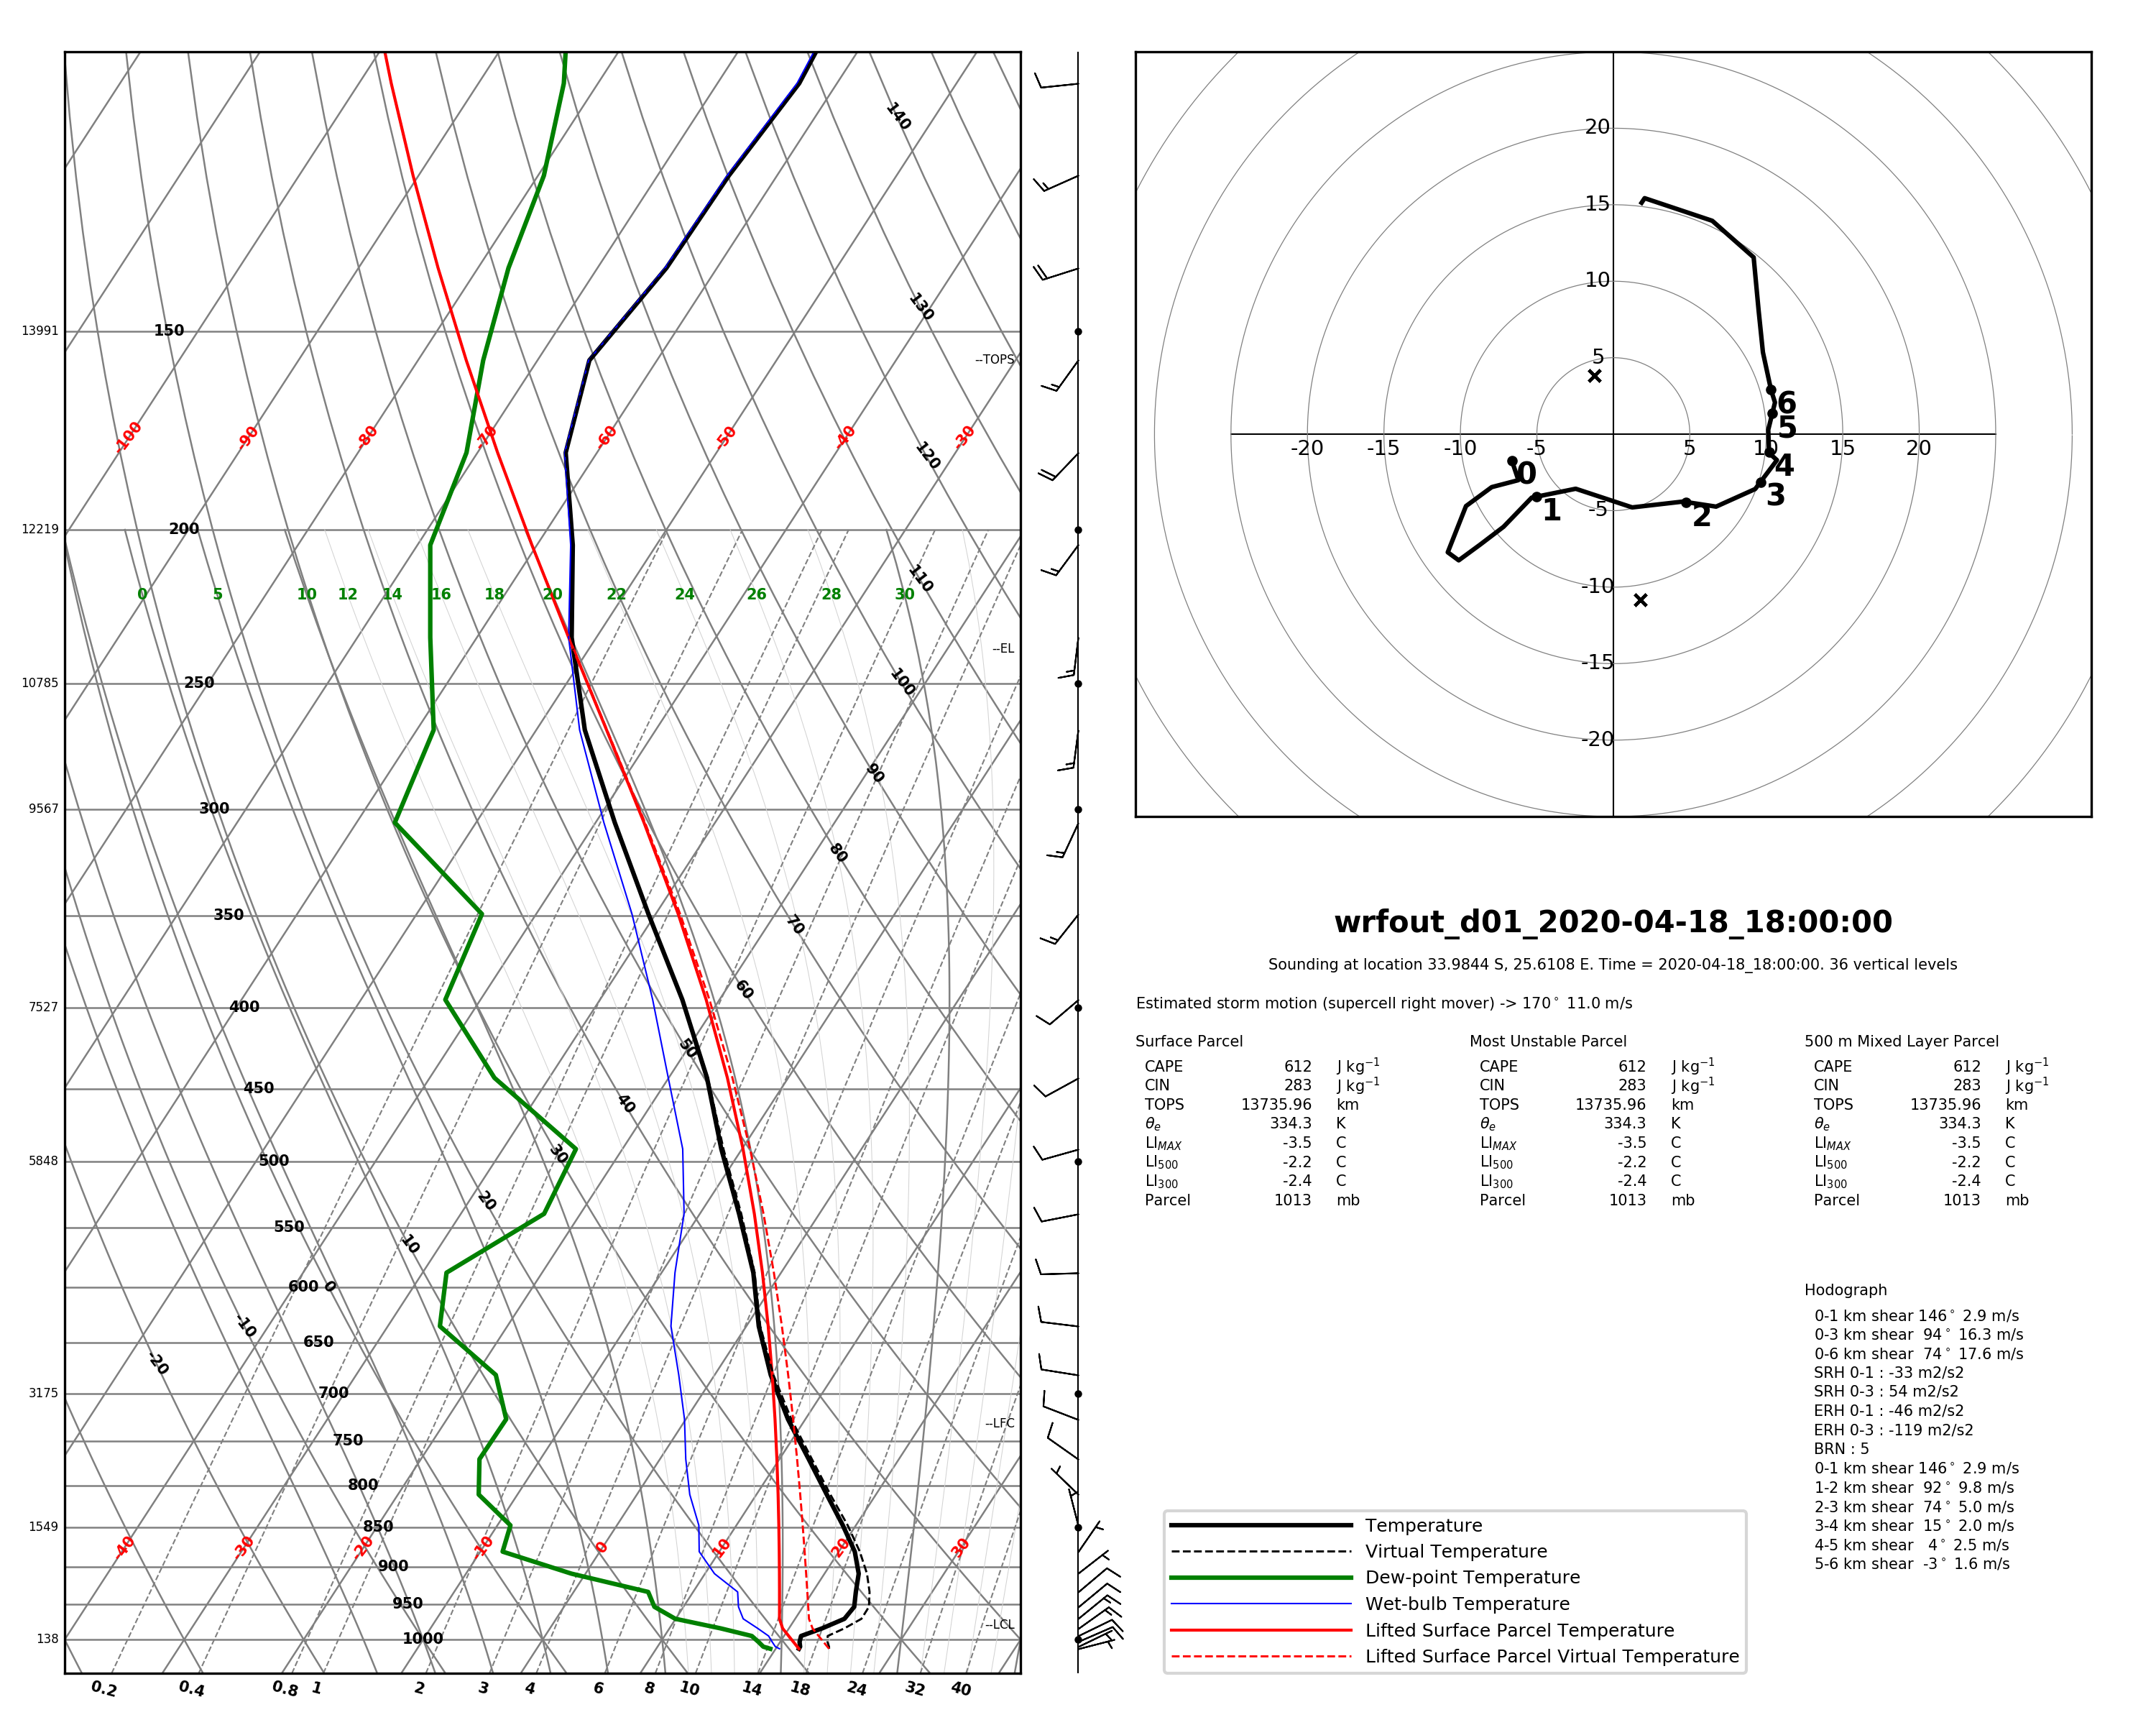 140
20
15
130
13991 150
--TOPS
10
5
6
-100 -90 -80 -70 -60 -50 -40 -30
5
-20 -15 -10 -5 5 10 15 20
120
4
0
3
1 2
-5
12219 200
110
0 5 10 12 14 16 18 20 22 24 26 28 30
-10
--EL
-15
10785 250
100
-20
90
9567 300
80
350
70
wrfout_d01_2020-04-18_18:00:00
Sounding at location 33.9844 S, 25.6108 E. Time = 2020-04-18_18:00:00. 36 vertical levels
60
7527 400
Estimated storm motion (supercell right mover) -> 170° 11.0 m/s
50
Surface Parcel Most Unstable Parcel 500 m Mixed Layer Parcel
CAPE 612 J kg⁻¹ CAPE 612 J kg⁻¹ CAPE 612 J kg⁻¹
CIN 283 J kg⁻¹ CIN 283 J kg⁻¹ CIN 283 J kg⁻¹
TOPS 13735.96 km TOPS 13735.96 km TOPS 13735.96 km
θe 334.3 K θe 334.3 K θe 334.3 K
LI MAX -3.5 C LI MAX -3.5 C LI MAX -3.5 C
LI 500 -2.2 C LI 500 -2.2 C LI 500 -2.2 C
LI 300 -2.4 C LI 300 -2.4 C LI 300 -2.4 C
Parcel 1013 mb Parcel 1013 mb Parcel 1013 mb
450
40
5848 500
30
20
550
10
600 0
-10
650
-20
3175 700
--LFC
750
800
1549 850
-40 -30 -20 -10 0 10 20 30
900
950
--LCL
138 1000
0.2 0.4 0.8 1 2 3 4 6 8 10 14 18 24 32 40
Hodograph
0-1 km shear 146° 2.9 m/s
0-3 km shear 94° 16.3 m/s
0-6 km shear 74° 17.6 m/s
SRH 0-1 : -33 m2/s2
SRH 0-3 : 54 m2/s2
ERH 0-1 : -46 m2/s2
ERH 0-3 : -119 m2/s2
BRN : 5
0-1 km shear 146° 2.9 m/s
1-2 km shear 92° 9.8 m/s
2-3 km shear 74° 5.0 m/s
3-4 km shear 15° 2.0 m/s
4-5 km shear 4° 2.5 m/s
5-6 km shear -3° 1.6 m/s
Temperature
Virtual Temperature
Dew-point Temperature
Wet-bulb Temperature
Lifted Surface Parcel Temperature
Lifted Surface Parcel Virtual Temperature